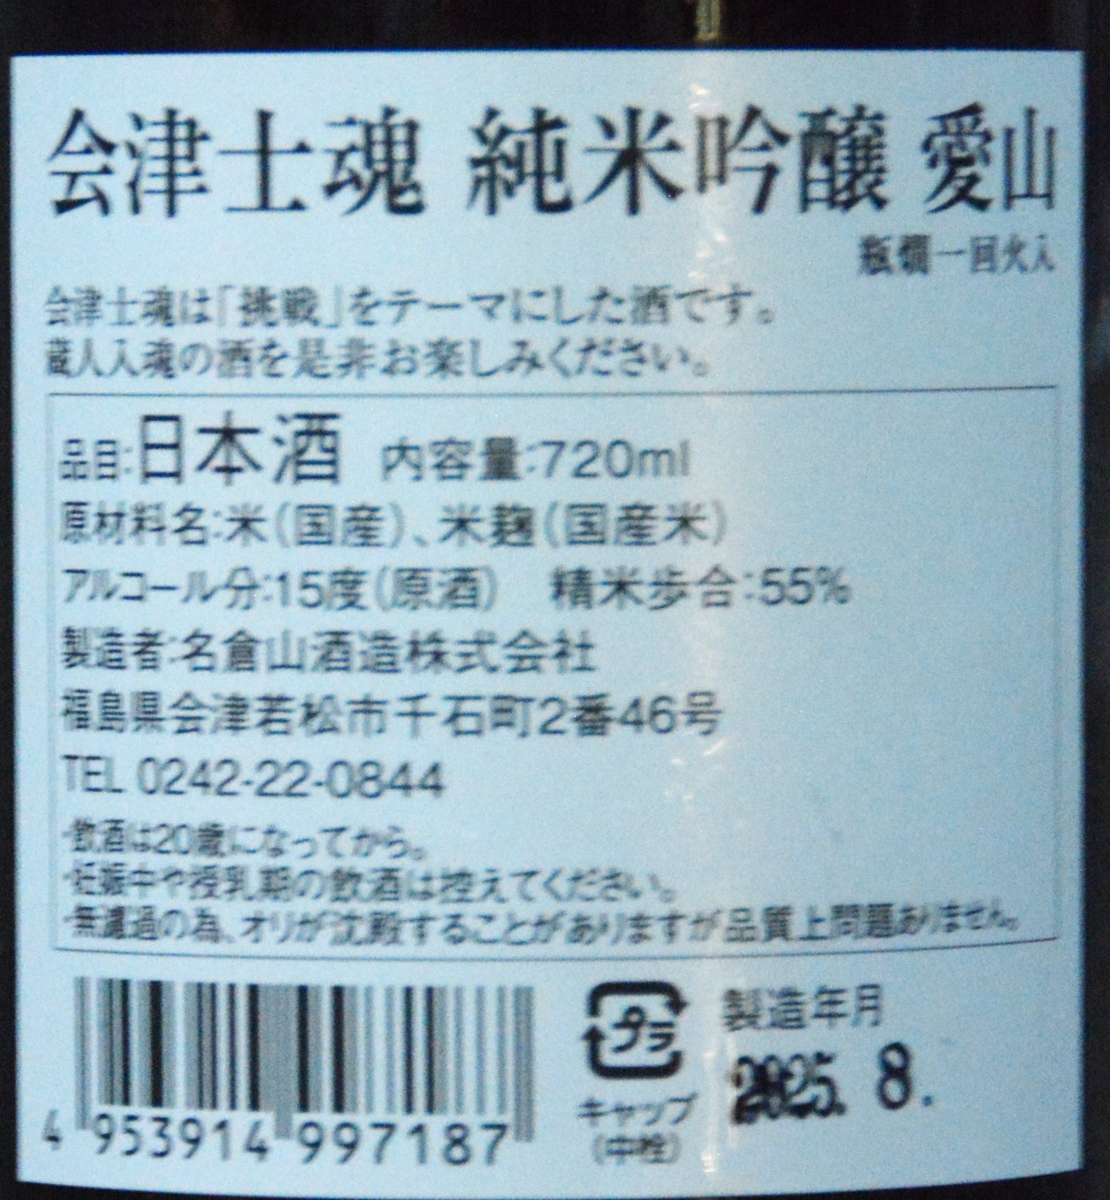 会津士魂 純米吟醸 愛山
瓶燗一回火入
会津士魂は「挑戦」をテーマにした酒です。
蔵人入魂の酒を是非お楽しみください。
品目:日本酒 内容量:720ml
原材料名:米(国産)、米麹(国産米)
アルコール分:15度(原酒) 精米歩合:55%
製造者:名倉山酒造株式会社
福島県会津若松市千石町2番46号
TEL 0242-22-0844
・飲酒は20歳になってから。
・妊娠中や授乳期の飲酒は控えてください。
・無濾過の為、オリが沈殿することがありますが品質上問題ありません。
4 953914 997187
プラ
キャップ
(中栓)
製造年月
2025. 8.